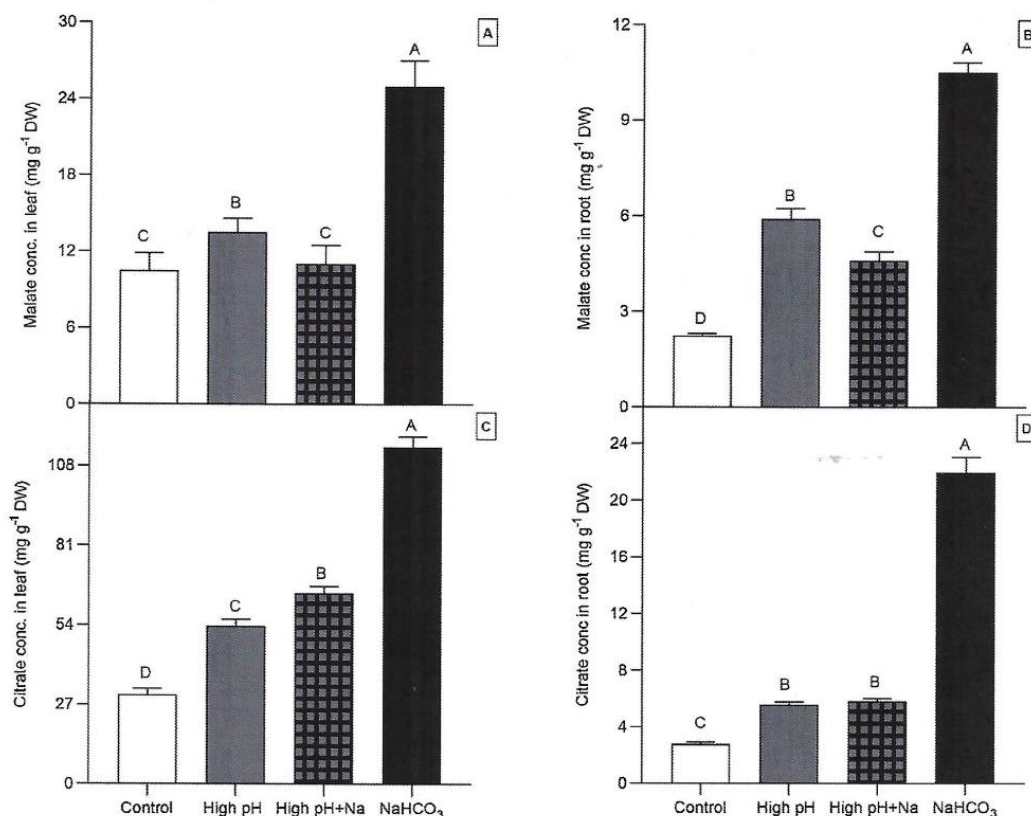 A
Malate conc. in leaf (mg g⁻¹ DW)
30
24
18
12
6
0
C
B
C
A
B
Malate conc in root (mg g⁻¹ DW)
12
9
6
3
0
D
B
C
A
C
Citrate conc. in leaf (mg g⁻¹ DW)
108
81
54
27
0
D
C
B
A
Control High pH High pH+Na NaHCO₃
D
Citrate conc in root (mg g⁻¹ DW)
24
20
16
12
8
4
0
C
B
B
A
Control High pH High pH+Na NaHCO₃